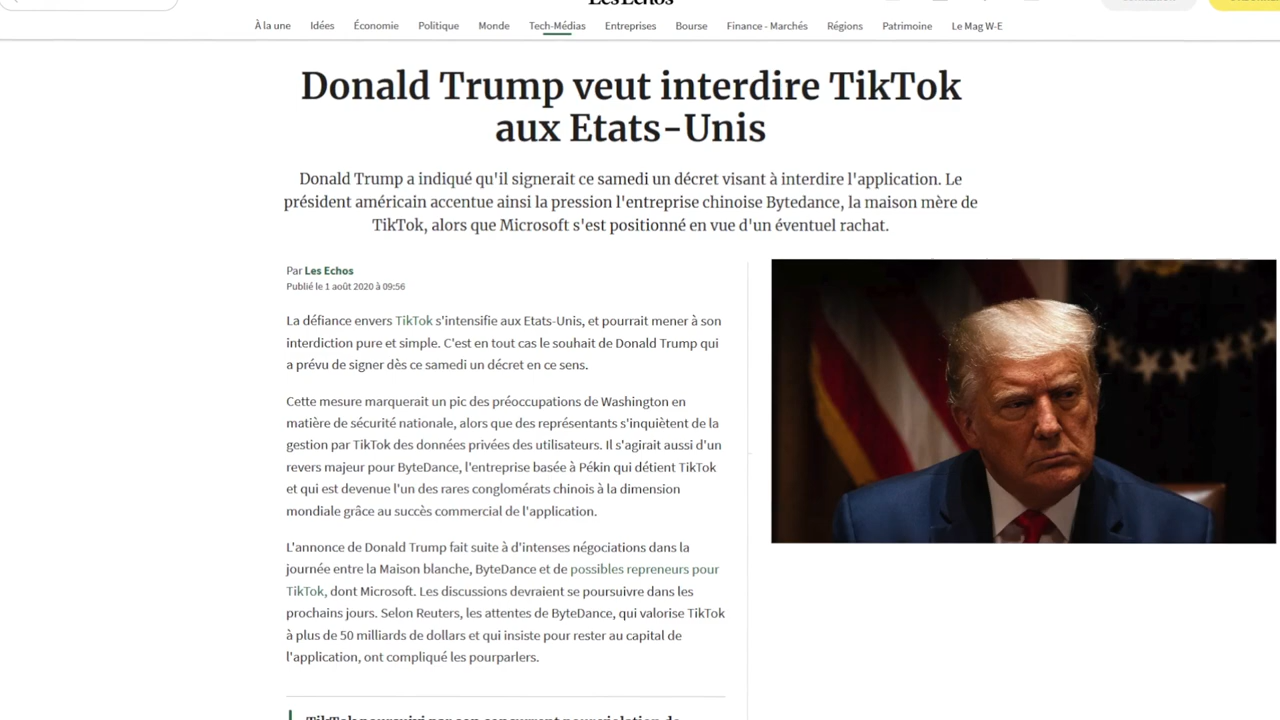 Les Echos
À la une Idées Économie Politique Monde Tech-Médias Entreprises Bourse Finance - Marchés Régions Patrimoine Le Mag W-E
Donald Trump veut interdire TikTok
aux Etats-Unis
Donald Trump a indiqué qu'il signerait ce samedi un décret visant à interdire l'application. Le
président américain accentue ainsi la pression l'entreprise chinoise Bytedance, la maison mère de
TikTok, alors que Microsoft s'est positionné en vue d'un éventuel rachat.
Par Les Echos
Publié le 1 août 2020 à 09:56
La défiance envers TikTok s'intensifie aux Etats-Unis, et pourrait mener à son
interdiction pure et simple. C'est en tout cas le souhait de Donald Trump qui
a prévu de signer dès ce samedi un décret en ce sens.
Cette mesure marquerait un pic des préoccupations de Washington en
matière de sécurité nationale, alors que des représentants s'inquiètent de la
gestion par TikTok des données privées des utilisateurs. Il s'agirait aussi d'un
revers majeur pour ByteDance, l'entreprise basée à Pékin qui détient TikTok
et qui est devenue l'un des rares conglomérats chinois à la dimension
mondiale grâce au succès commercial de l'application.
L'annonce de Donald Trump fait suite à d'intenses négociations dans la
journée entre la Maison blanche, ByteDance et de possibles repreneurs pour
TikTok, dont Microsoft. Les discussions devraient se poursuivre dans les
prochains jours. Selon Reuters, les attentes de ByteDance, qui valorise TikTok
à plus de 50 milliards de dollars et qui insiste pour rester au capital de
l'application, ont compliqué les pourparlers.
TikTok poursuivi par son concurrent pour violation de